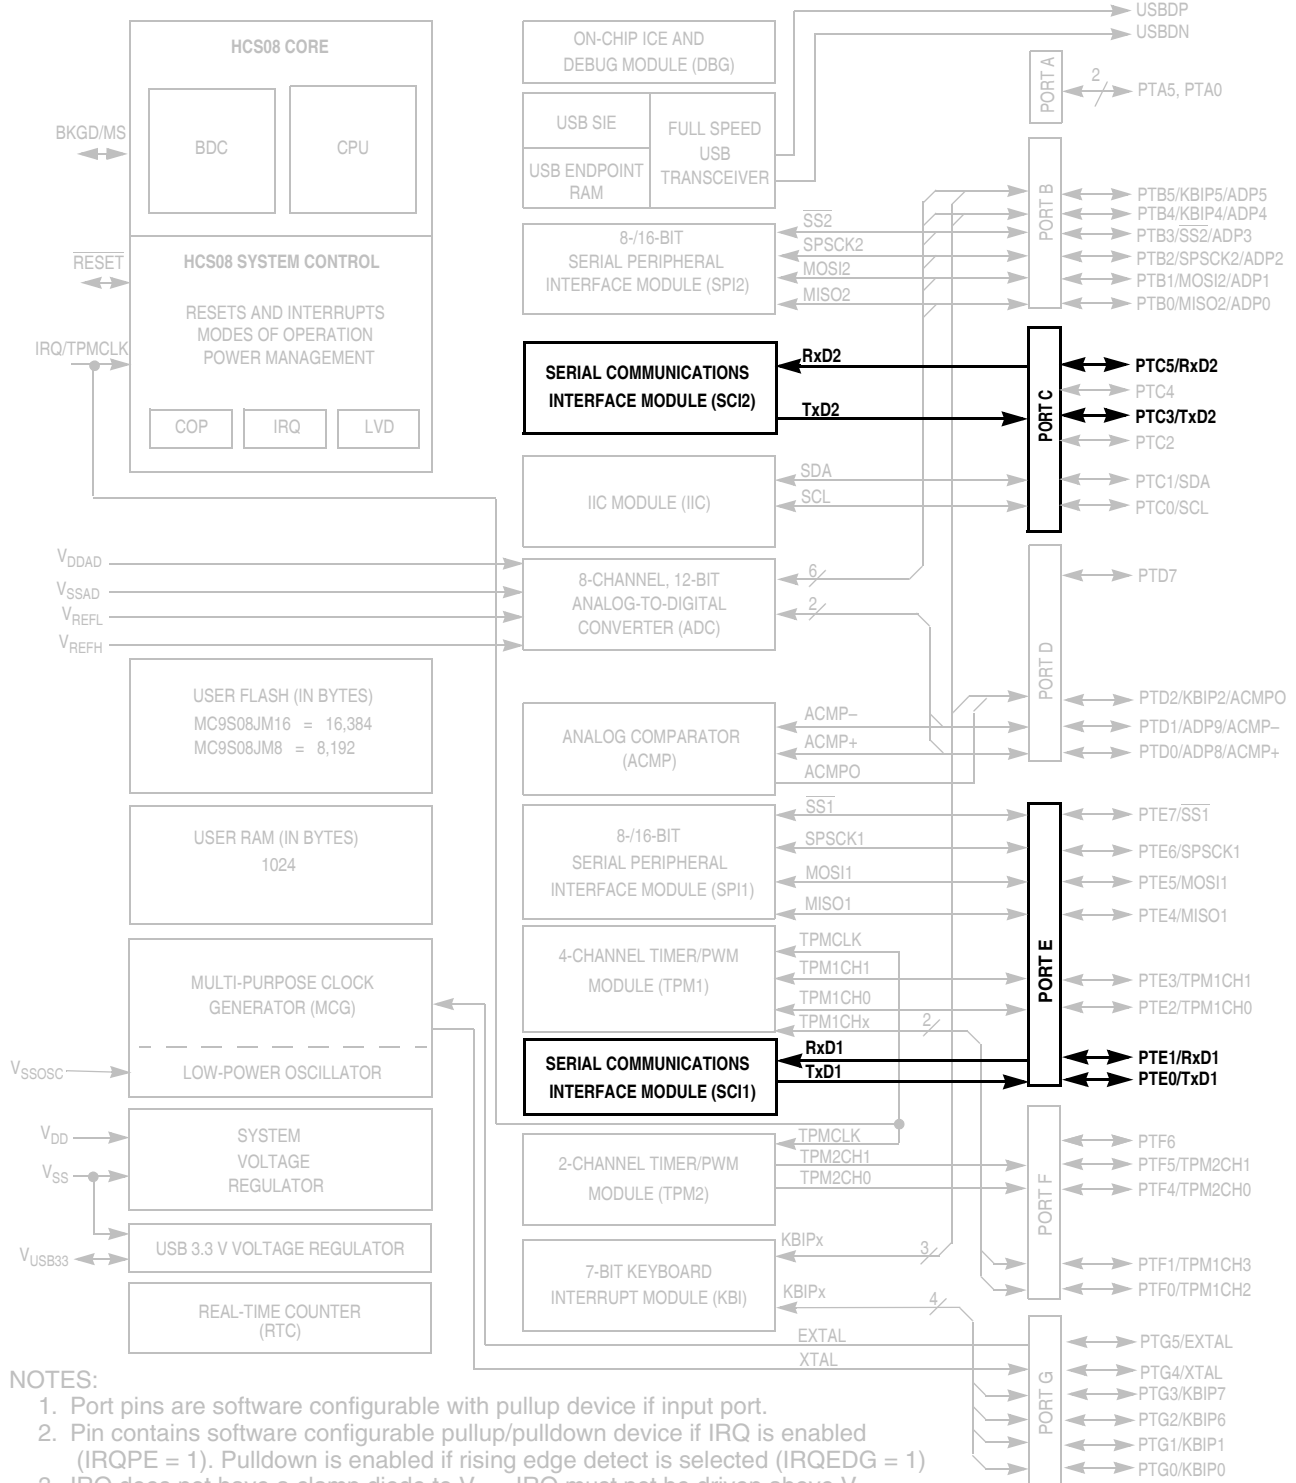 HCS08 CORE
BDC
CPU
BKGD/MS
RESET
HCS08 SYSTEM CONTROL
RESETS AND INTERRUPTS
MODES OF OPERATION
POWER MANAGEMENT
IRQ/TPMCLK
COP
IRQ
LVD
VDDAD
VSSAD
VREFL
VREFH
USER FLASH (IN BYTES)
MC9S08JM16 = 16,384
MC9S08JM8 = 8,192
USER RAM (IN BYTES)
1024
MULTI-PURPOSE CLOCK
GENERATOR (MCG)
LOW-POWER OSCILLATOR
VSSOSC
VDD
VSS
SYSTEM
VOLTAGE
REGULATOR
VUSB33
USB 3.3 V VOLTAGE REGULATOR
REAL-TIME COUNTER
(RTC)
ON-CHIP ICE AND
DEBUG MODULE (DBG)
USB SIE
USB ENDPOINT
RAM
FULL SPEED
USB
TRANSCEIVER
USBDP
USBDN
8-/16-BIT
SERIAL PERIPHERAL
INTERFACE MODULE (SPI2)
SS2
SPSCK2
MOSI2
MISO2
SERIAL COMMUNICATIONS
INTERFACE MODULE (SCI2)
RxD2
TxD2
IIC MODULE (IIC)
SDA
SCL
8-CHANNEL, 12-BIT
ANALOG-TO-DIGITAL
CONVERTER (ADC)
6
2
ANALOG COMPARATOR
(ACMP)
ACMP–
ACMP+
ACMPO
8-/16-BIT
SERIAL PERIPHERAL
INTERFACE MODULE (SPI1)
SS1
SPSCK1
MOSI1
MISO1
4-CHANNEL TIMER/PWM
MODULE (TPM1)
TPMCLK
TPM1CH1
TPM1CH0
TPM1CHx
2
SERIAL COMMUNICATIONS
INTERFACE MODULE (SCI1)
RxD1
TxD1
2-CHANNEL TIMER/PWM
MODULE (TPM2)
TPMCLK
TPM2CH1
TPM2CH0
7-BIT KEYBOARD
INTERRUPT MODULE (KBI)
KBIPx
3
KBIPx
4
EXTAL
XTAL
PORT A
2
PTA5, PTA0
PORT B
PTB5/KBIP5/ADP5
PTB4/KBIP4/ADP4
PTB3/SS2/ADP3
PTB2/SPSCK2/ADP2
PTB1/MOSI2/ADP1
PTB0/MISO2/ADP0
PORT C
PTC5/RxD2
PTC4
PTC3/TxD2
PTC2
PTC1/SDA
PTC0/SCL
PORT D
PTD7
PTD2/KBIP2/ACMPO
PTD1/ADP9/ACMP–
PTD0/ADP8/ACMP+
PORT E
PTE7/SS1
PTE6/SPSCK1
PTE5/MOSI1
PTE4/MISO1
PTE3/TPM1CH1
PTE2/TPM1CH0
PTE1/RxD1
PTE0/TxD1
PORT F
PTF6
PTF5/TPM2CH1
PTF4/TPM2CH0
PTF1/TPM1CH3
PTF0/TPM1CH2
PORT G
PTG5/EXTAL
PTG4/XTAL
PTG3/KBIP7
PTG2/KBIP6
PTG1/KBIP1
PTG0/KBIP0
NOTES:
1. Port pins are software configurable with pullup device if input port.
2. Pin contains software configurable pullup/pulldown device if IRQ is enabled
(IRQPE = 1). Pulldown is enabled if rising edge detect is selected (IRQEDG = 1)
3. IRQ does not have a clamp diode to V IRQ must not be driven above V